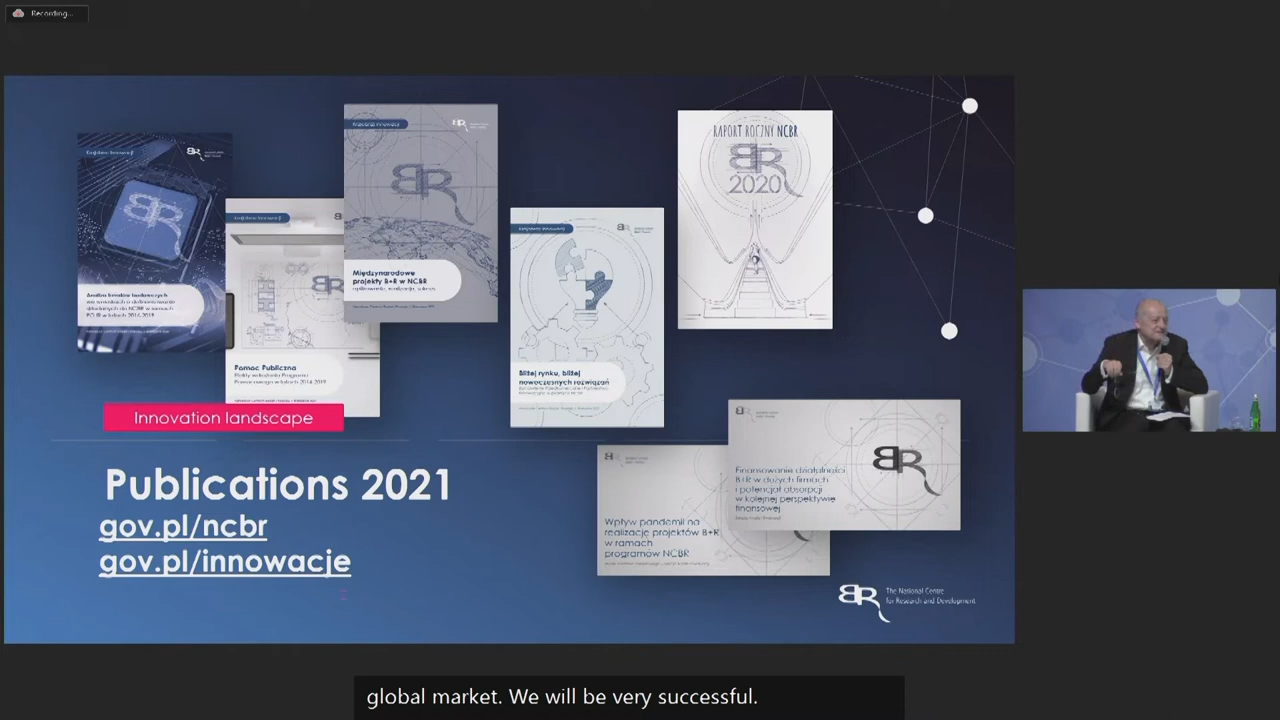 Recording...
RAPORT ROCZNY NCBR
2020
Międzynarodowe
projekty B+R w NCBR
Pomoc Publiczna
Bliżej rynku, bliżej
nowoczesnych rozwiązań
Innovation landscape
Publications 2021
gov.pl/ncbr
gov.pl/innowacje
Finansowanie działalności
B+R w dużych firmach
i potencjał absorpcji
w kolejnej perspektywie
finansowej
Wpływ pandemii na
realizację projektów B+R
w ramach
programów NCBR
BR
The National Centre
for Research and Development
global market. We will be very successful.